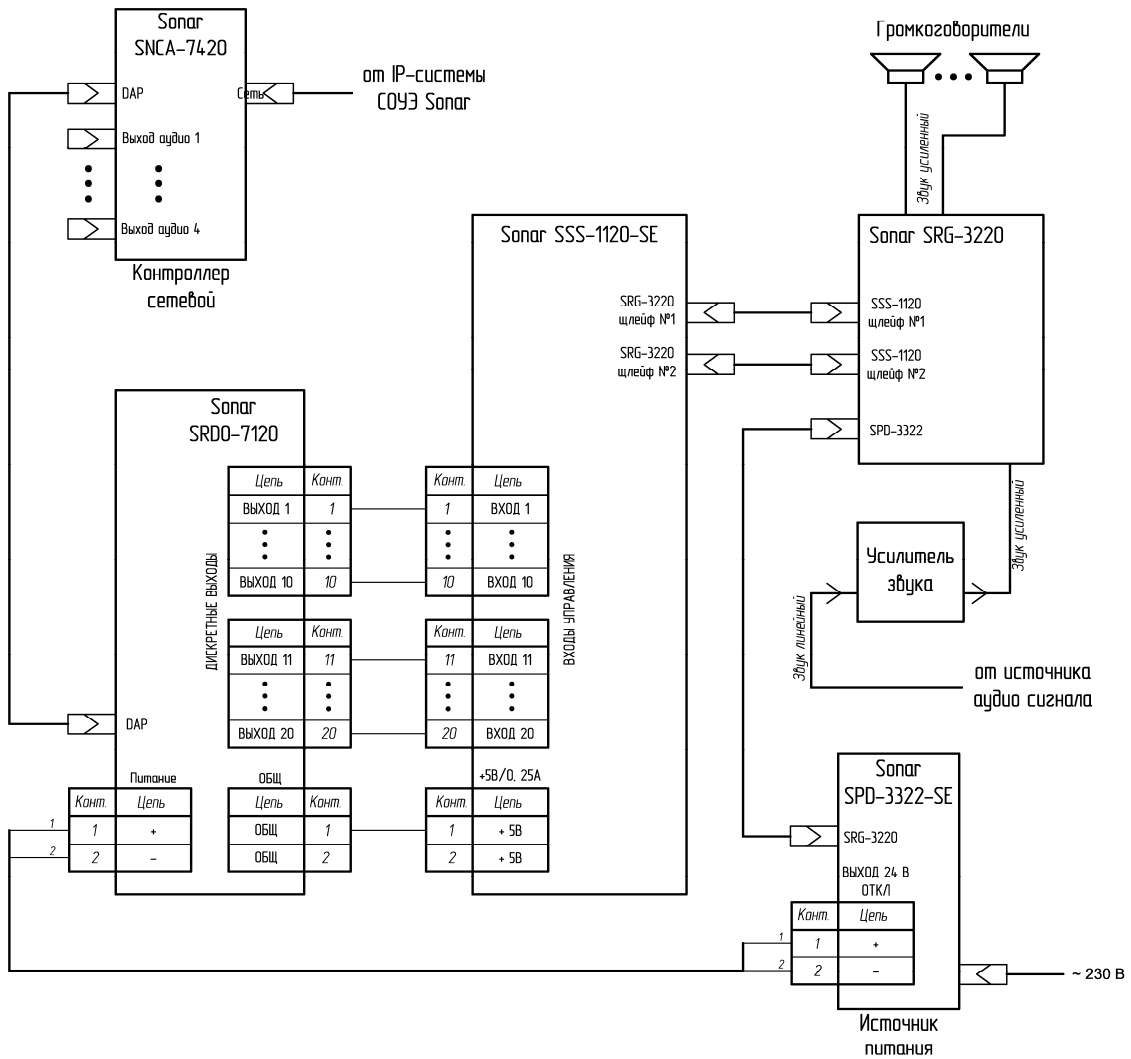 Sonar
SNCA-7420
DAP
Сеть
Выход аудио 1
Выход аудио 4
Контроллер
сетевой
от IP-системы
СОУЭ Sonar
Громкоговорители
Звук усиленный
Sonar SSS-1120-SE
SRG-3220
щлейф №1
SRG-3220
щлейф №2
Sonar SRG-3220
SSS-1120
щлейф №1
SSS-1120
щлейф №2
SPD-3322
Звук усиленный
Усилитель
звука
Звук линейный
от источника
аудио сигнала
Sonar
SRDO-7120
ДИСКРЕТНЫЕ ВЫХОДЫ
Цепь Конт.
ВЫХОД 1 1
ВЫХОД 10 10
Цепь Конт.
ВЫХОД 11 11
ВЫХОД 20 20
DAP
Питание
Конт. Цепь
1 1 +
2 2 −
ОБЩ
Цепь Конт.
ОБЩ 1
ОБЩ 2
Конт. Цепь
1 ВХОД 1
10 ВХОД 10
Конт. Цепь
11 ВХОД 11
20 ВХОД 20
ВХОДЫ УПРАВЛЕНИЯ
+5В/0, 25А
Конт. Цепь
1 + 5В
2 + 5В
Sonar
SPD-3322-SE
SRG-3220
ВЫХОД 24 В
ОТКЛ
Конт. Цепь
1 1 +
2 2 −
~ 230 В
Источник
питания